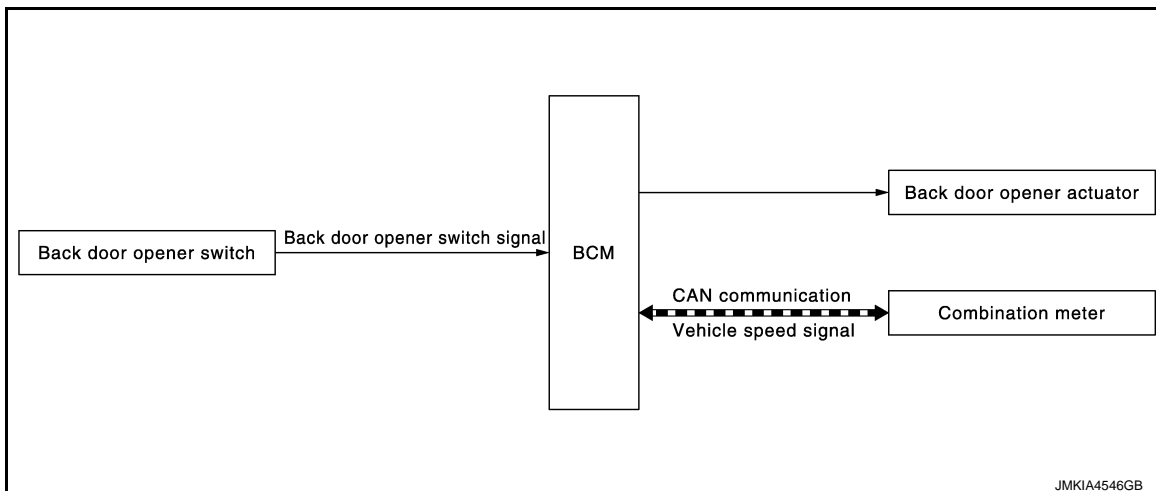 Back door opener switch
Back door opener switch signal
BCM
Back door opener actuator
CAN communication
Vehicle speed signal
Combination meter
JMKIA4546GB